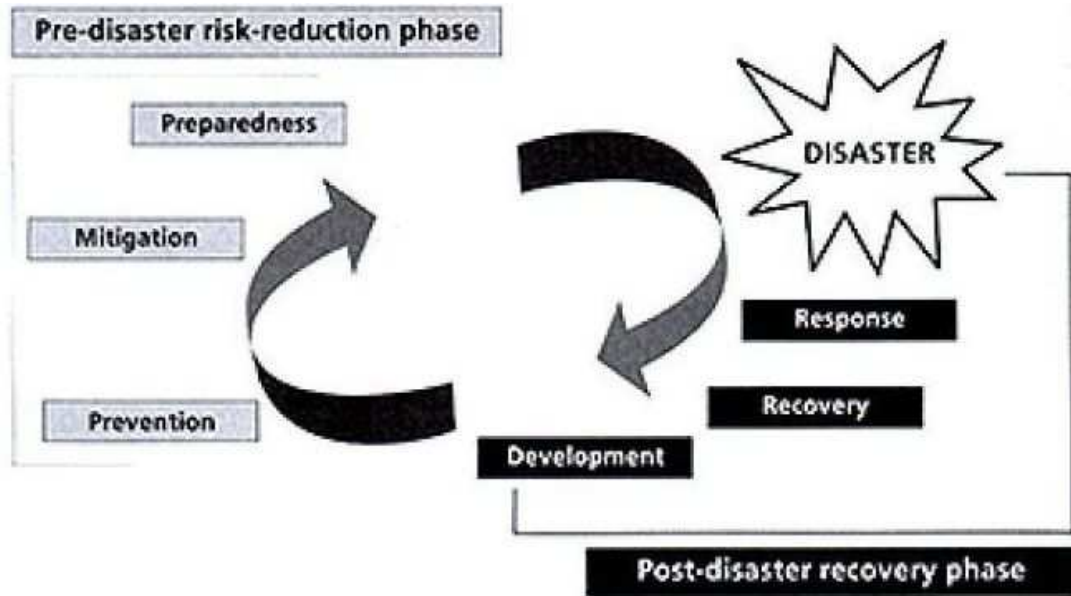 Pre-disaster risk-reduction phase
Preparedness
DISASTER
Mitigation
Response
Recovery
Prevention
Development
Post-disaster recovery phase